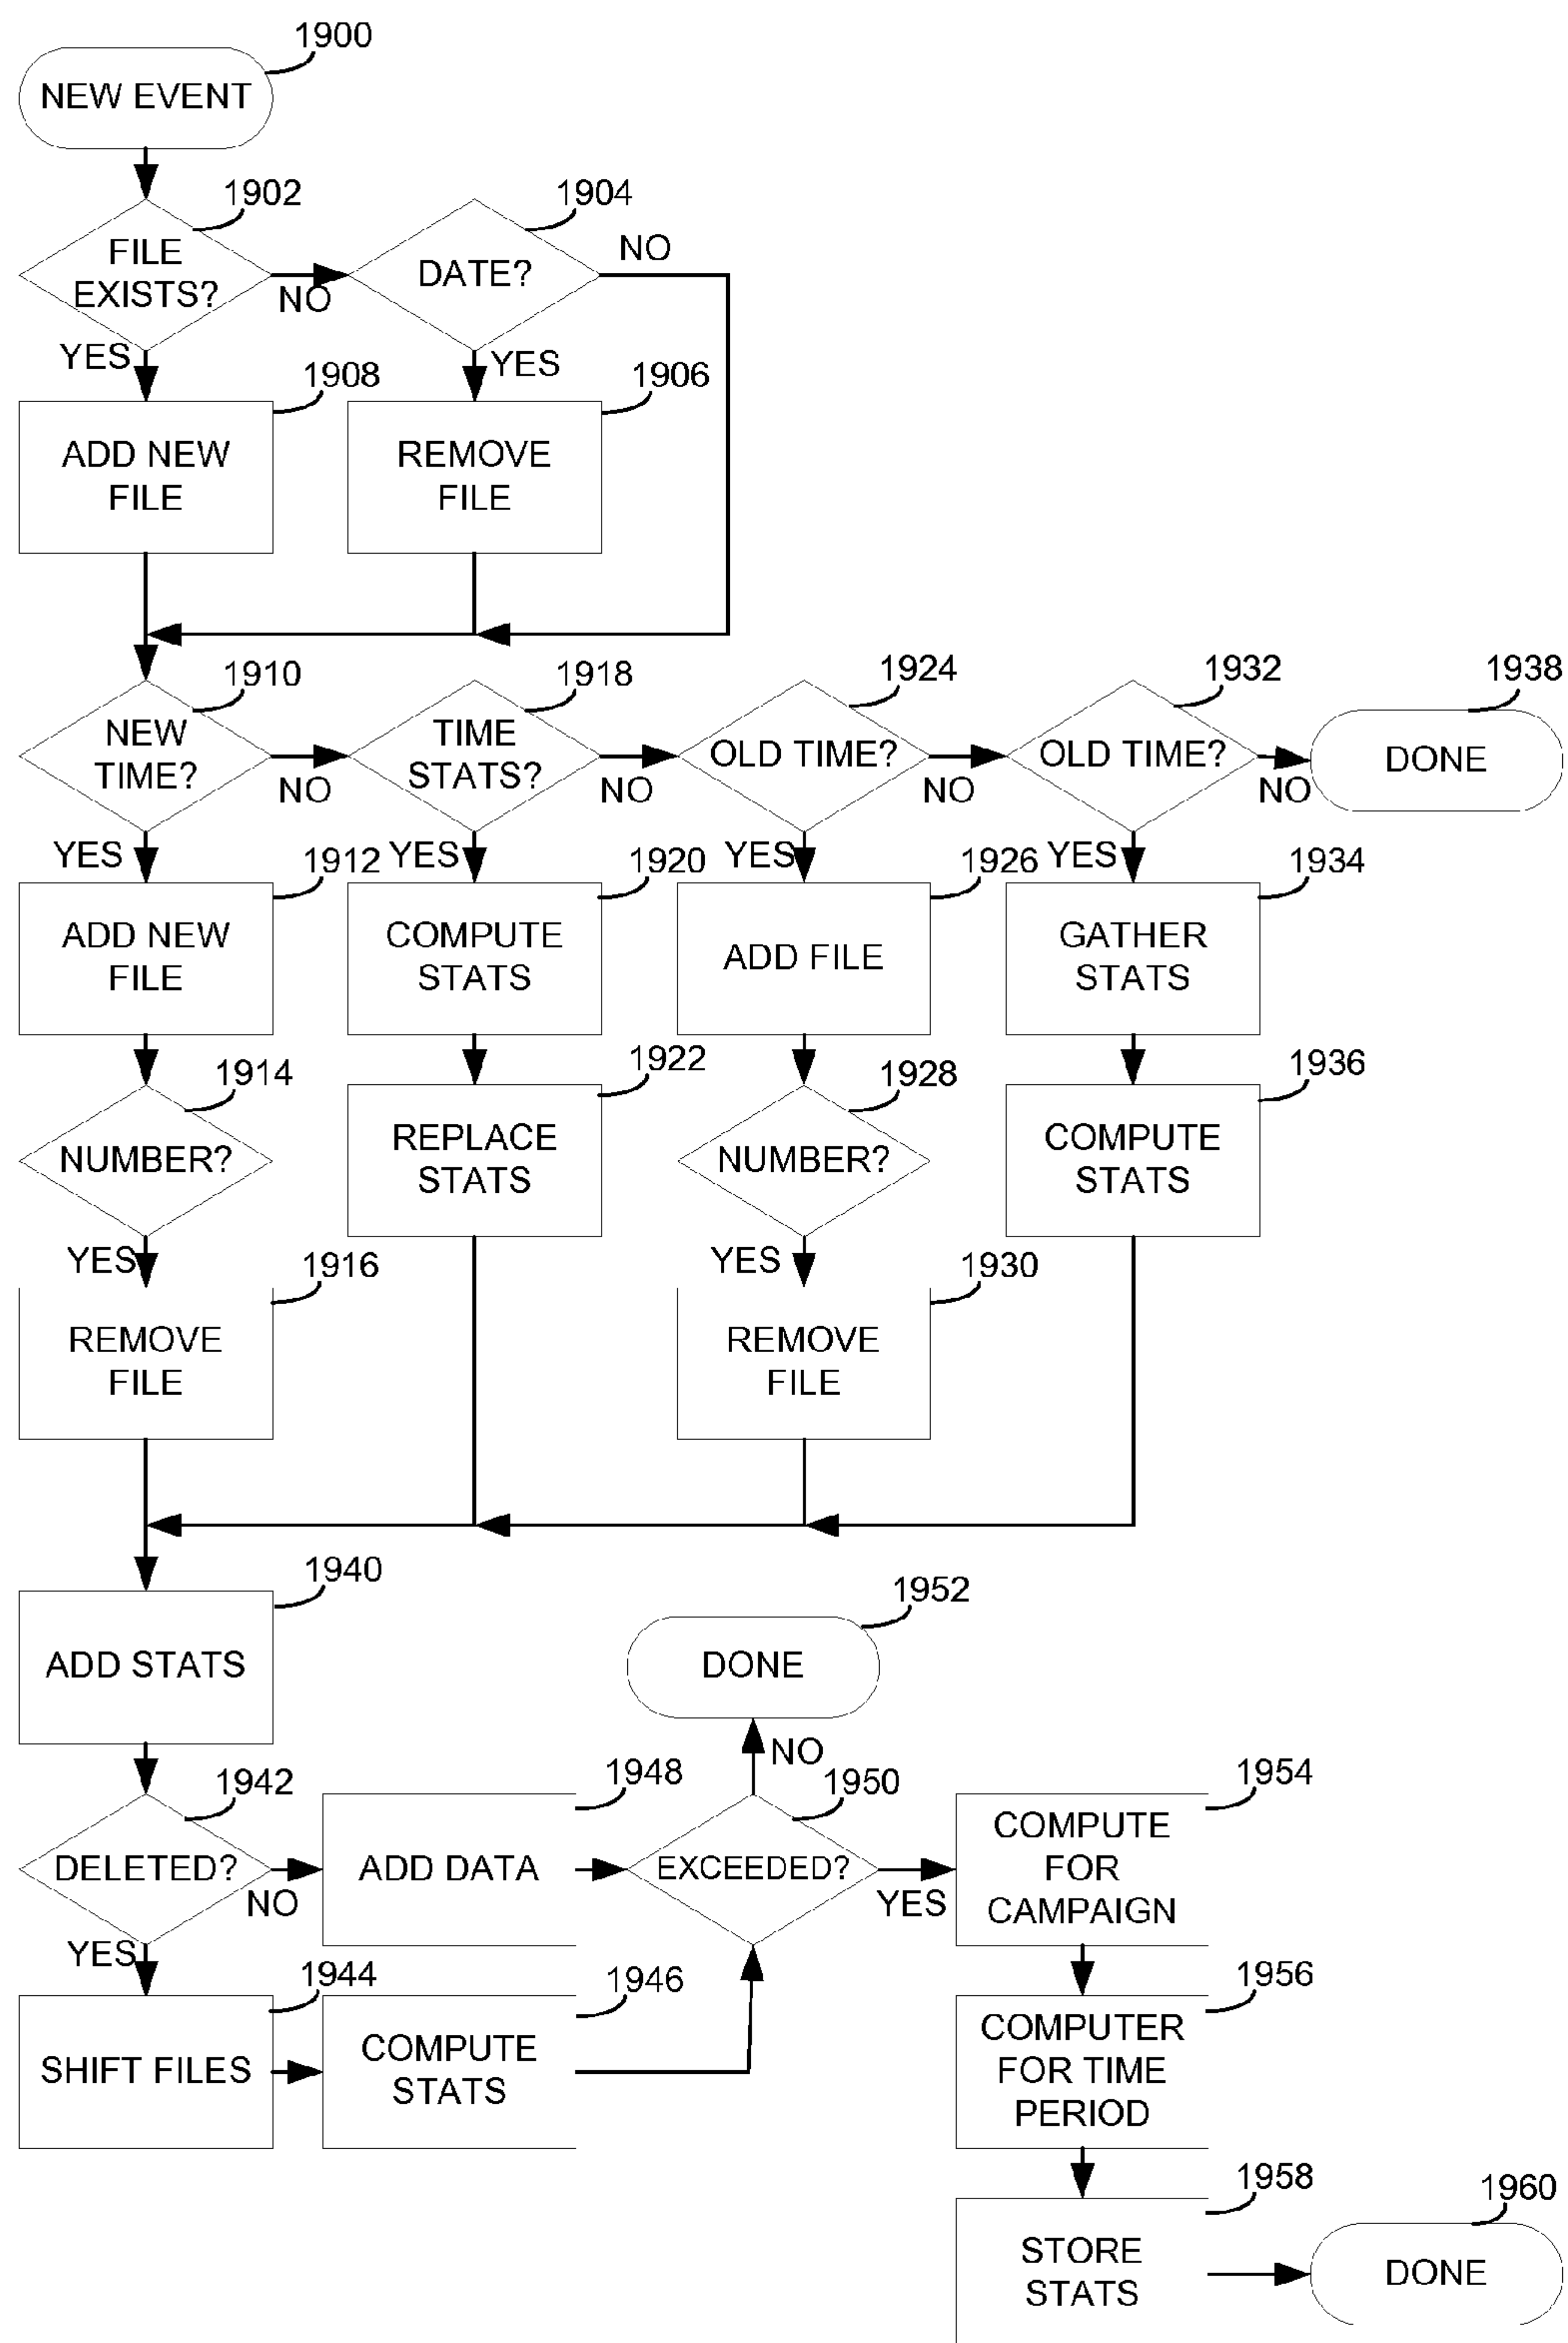 1900
NEW EVENT
1902
1904
FILE
EXISTS?
NO
DATE?
NO
YES
YES
1908
1906
ADD NEW
FILE
REMOVE
FILE
1910
1918
1924
1932
1938
NEW
TIME?
NO
TIME
STATS?
NO
OLD TIME?
NO
OLD TIME?
NO
DONE
YES
1912
YES
1920
YES
1926
YES
1934
ADD NEW
FILE
COMPUTE
STATS
ADD FILE
GATHER
STATS
1914
1922
1928
1936
NUMBER?
REPLACE
STATS
NUMBER?
COMPUTE
STATS
YES
1916
YES
1930
REMOVE
FILE
REMOVE
FILE
1940
1952
ADD STATS
DONE
NO
1942
1948
1950
1954
DELETED?
NO
ADD DATA
EXCEEDED?
YES
COMPUTE
FOR
CAMPAIGN
YES
1944
1946
1956
SHIFT FILES
COMPUTE
STATS
COMPUTER
FOR TIME
PERIOD
1958
1960
STORE
STATS
DONE